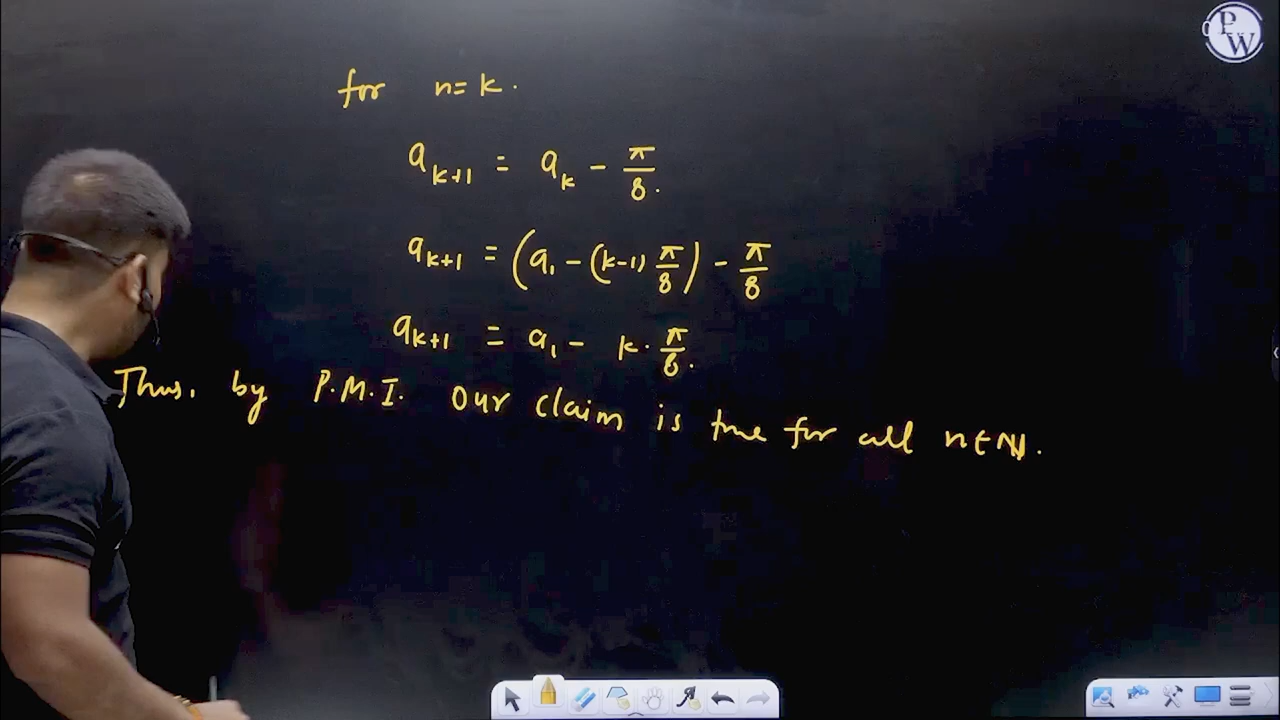 for n = k.
a_{k+1} = a_k - π/8.
a_{k+1} = (a_1 - (k-1) π/8) - π/8
a_{k+1} = a_1 - k · π/8.
Thus, by P.M.I. our claim is true for all n ∈ ℕ.
PW